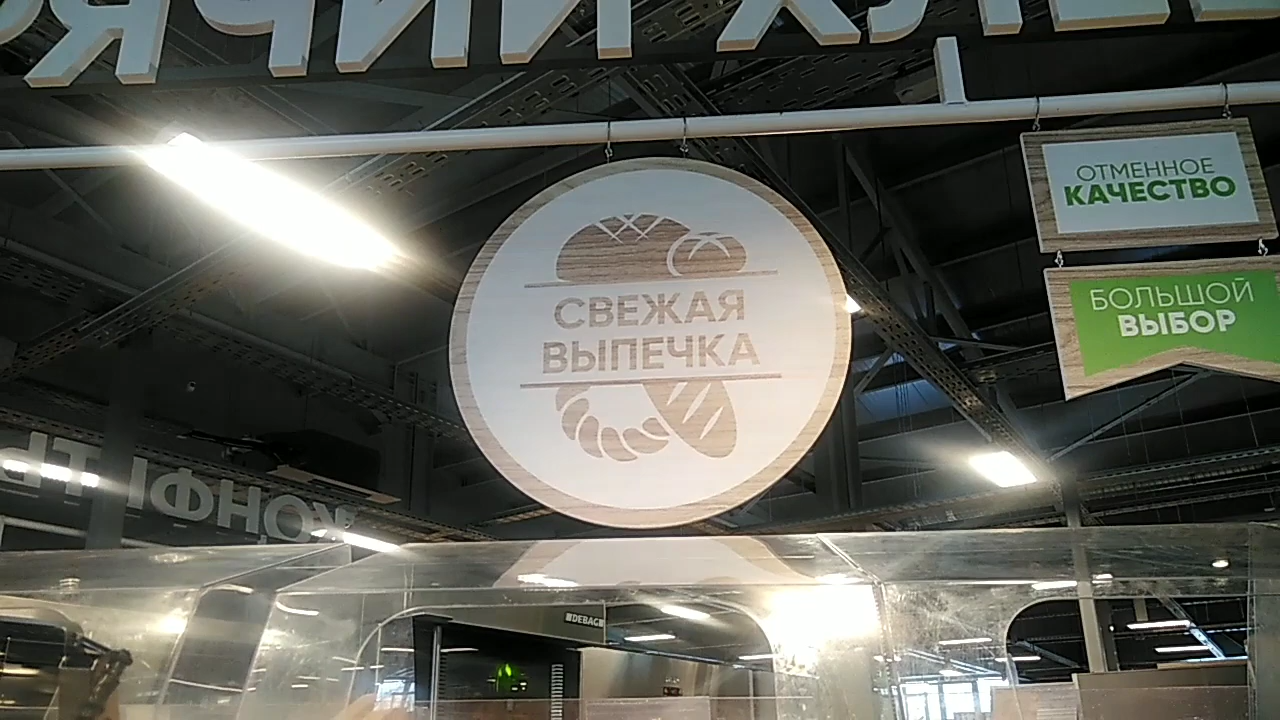 ОТМЕННОЕ
КАЧЕСТВО
БОЛЬШОЙ
ВЫБОР
СВЕЖАЯ
ВЫПЕЧКА
DEBAG